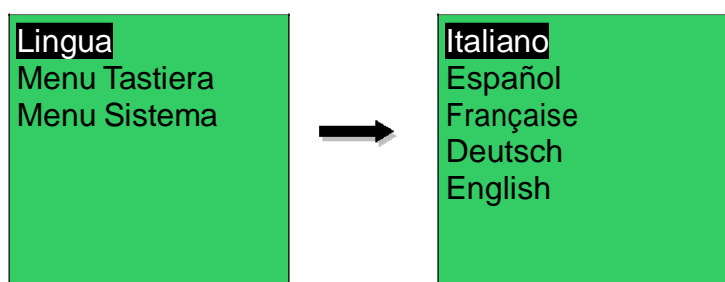 Lingua
Menu Tastiera
Menu Sistema
Italiano
Español
Française
Deutsch
English